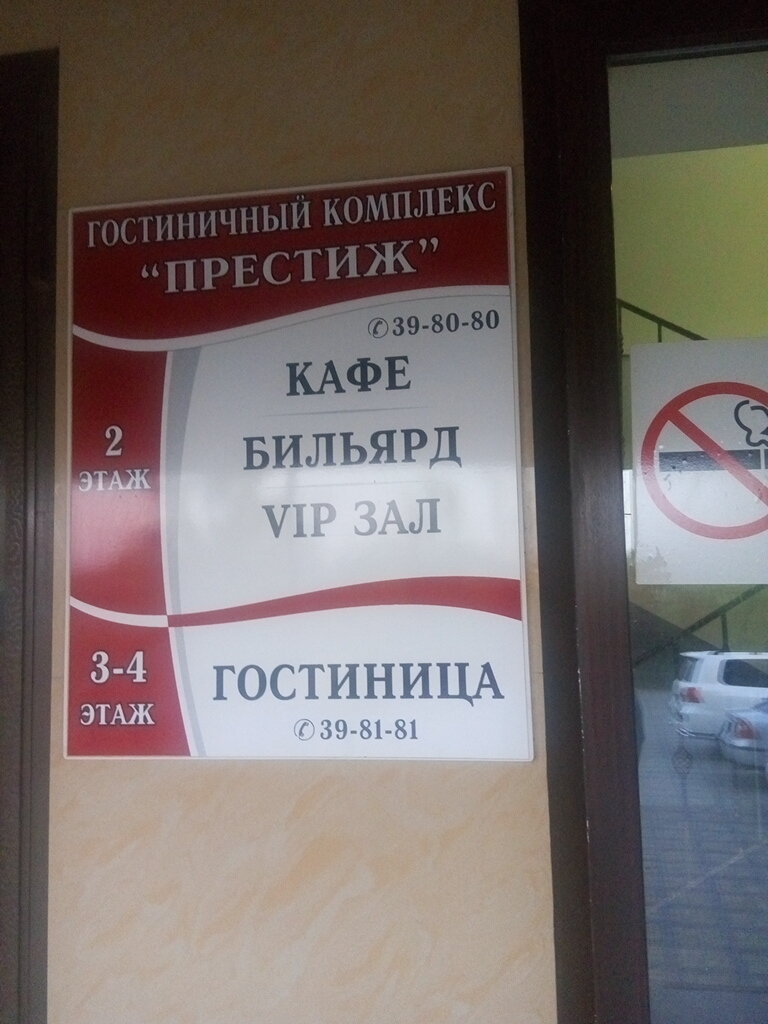 ГОСТИНИЧНЫЙ КОМПЛЕКС
“ПРЕСТИЖ”
✆ 39-80-80
2
ЭТАЖ
КАФЕ
БИЛЬЯРД
VIP ЗАЛ
3-4
ЭТАЖ
ГОСТИНИЦА
✆ 39-81-81